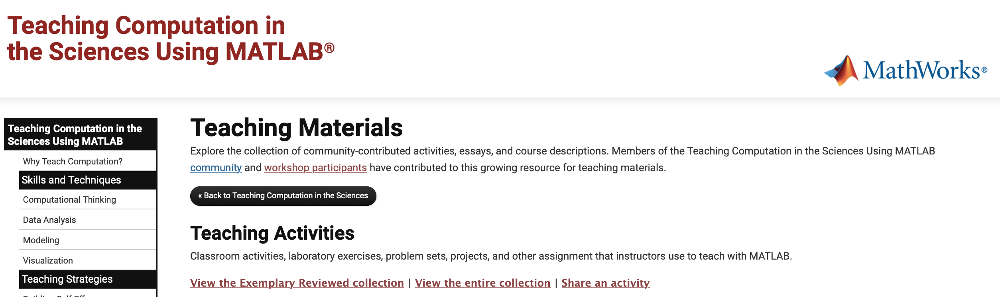 Teaching Computation in
the Sciences Using MATLAB®
MathWorks®
Teaching Computation in the
Sciences Using MATLAB
Why Teach Computation?
Skills and Techniques
Computational Thinking
Data Analysis
Modeling
Visualization
Teaching Strategies
Teaching Materials
Explore the collection of community-contributed activities, essays, and course descriptions. Members of the Teaching Computation in the Sciences Using MATLAB
community and workshop participants have contributed to this growing resource for teaching materials.
« Back to Teaching Computation in the Sciences
Teaching Activities
Classroom activities, laboratory exercises, problem sets, projects, and other assignment that instructors use to teach with MATLAB.
View the Exemplary Reviewed collection | View the entire collection | Share an activity